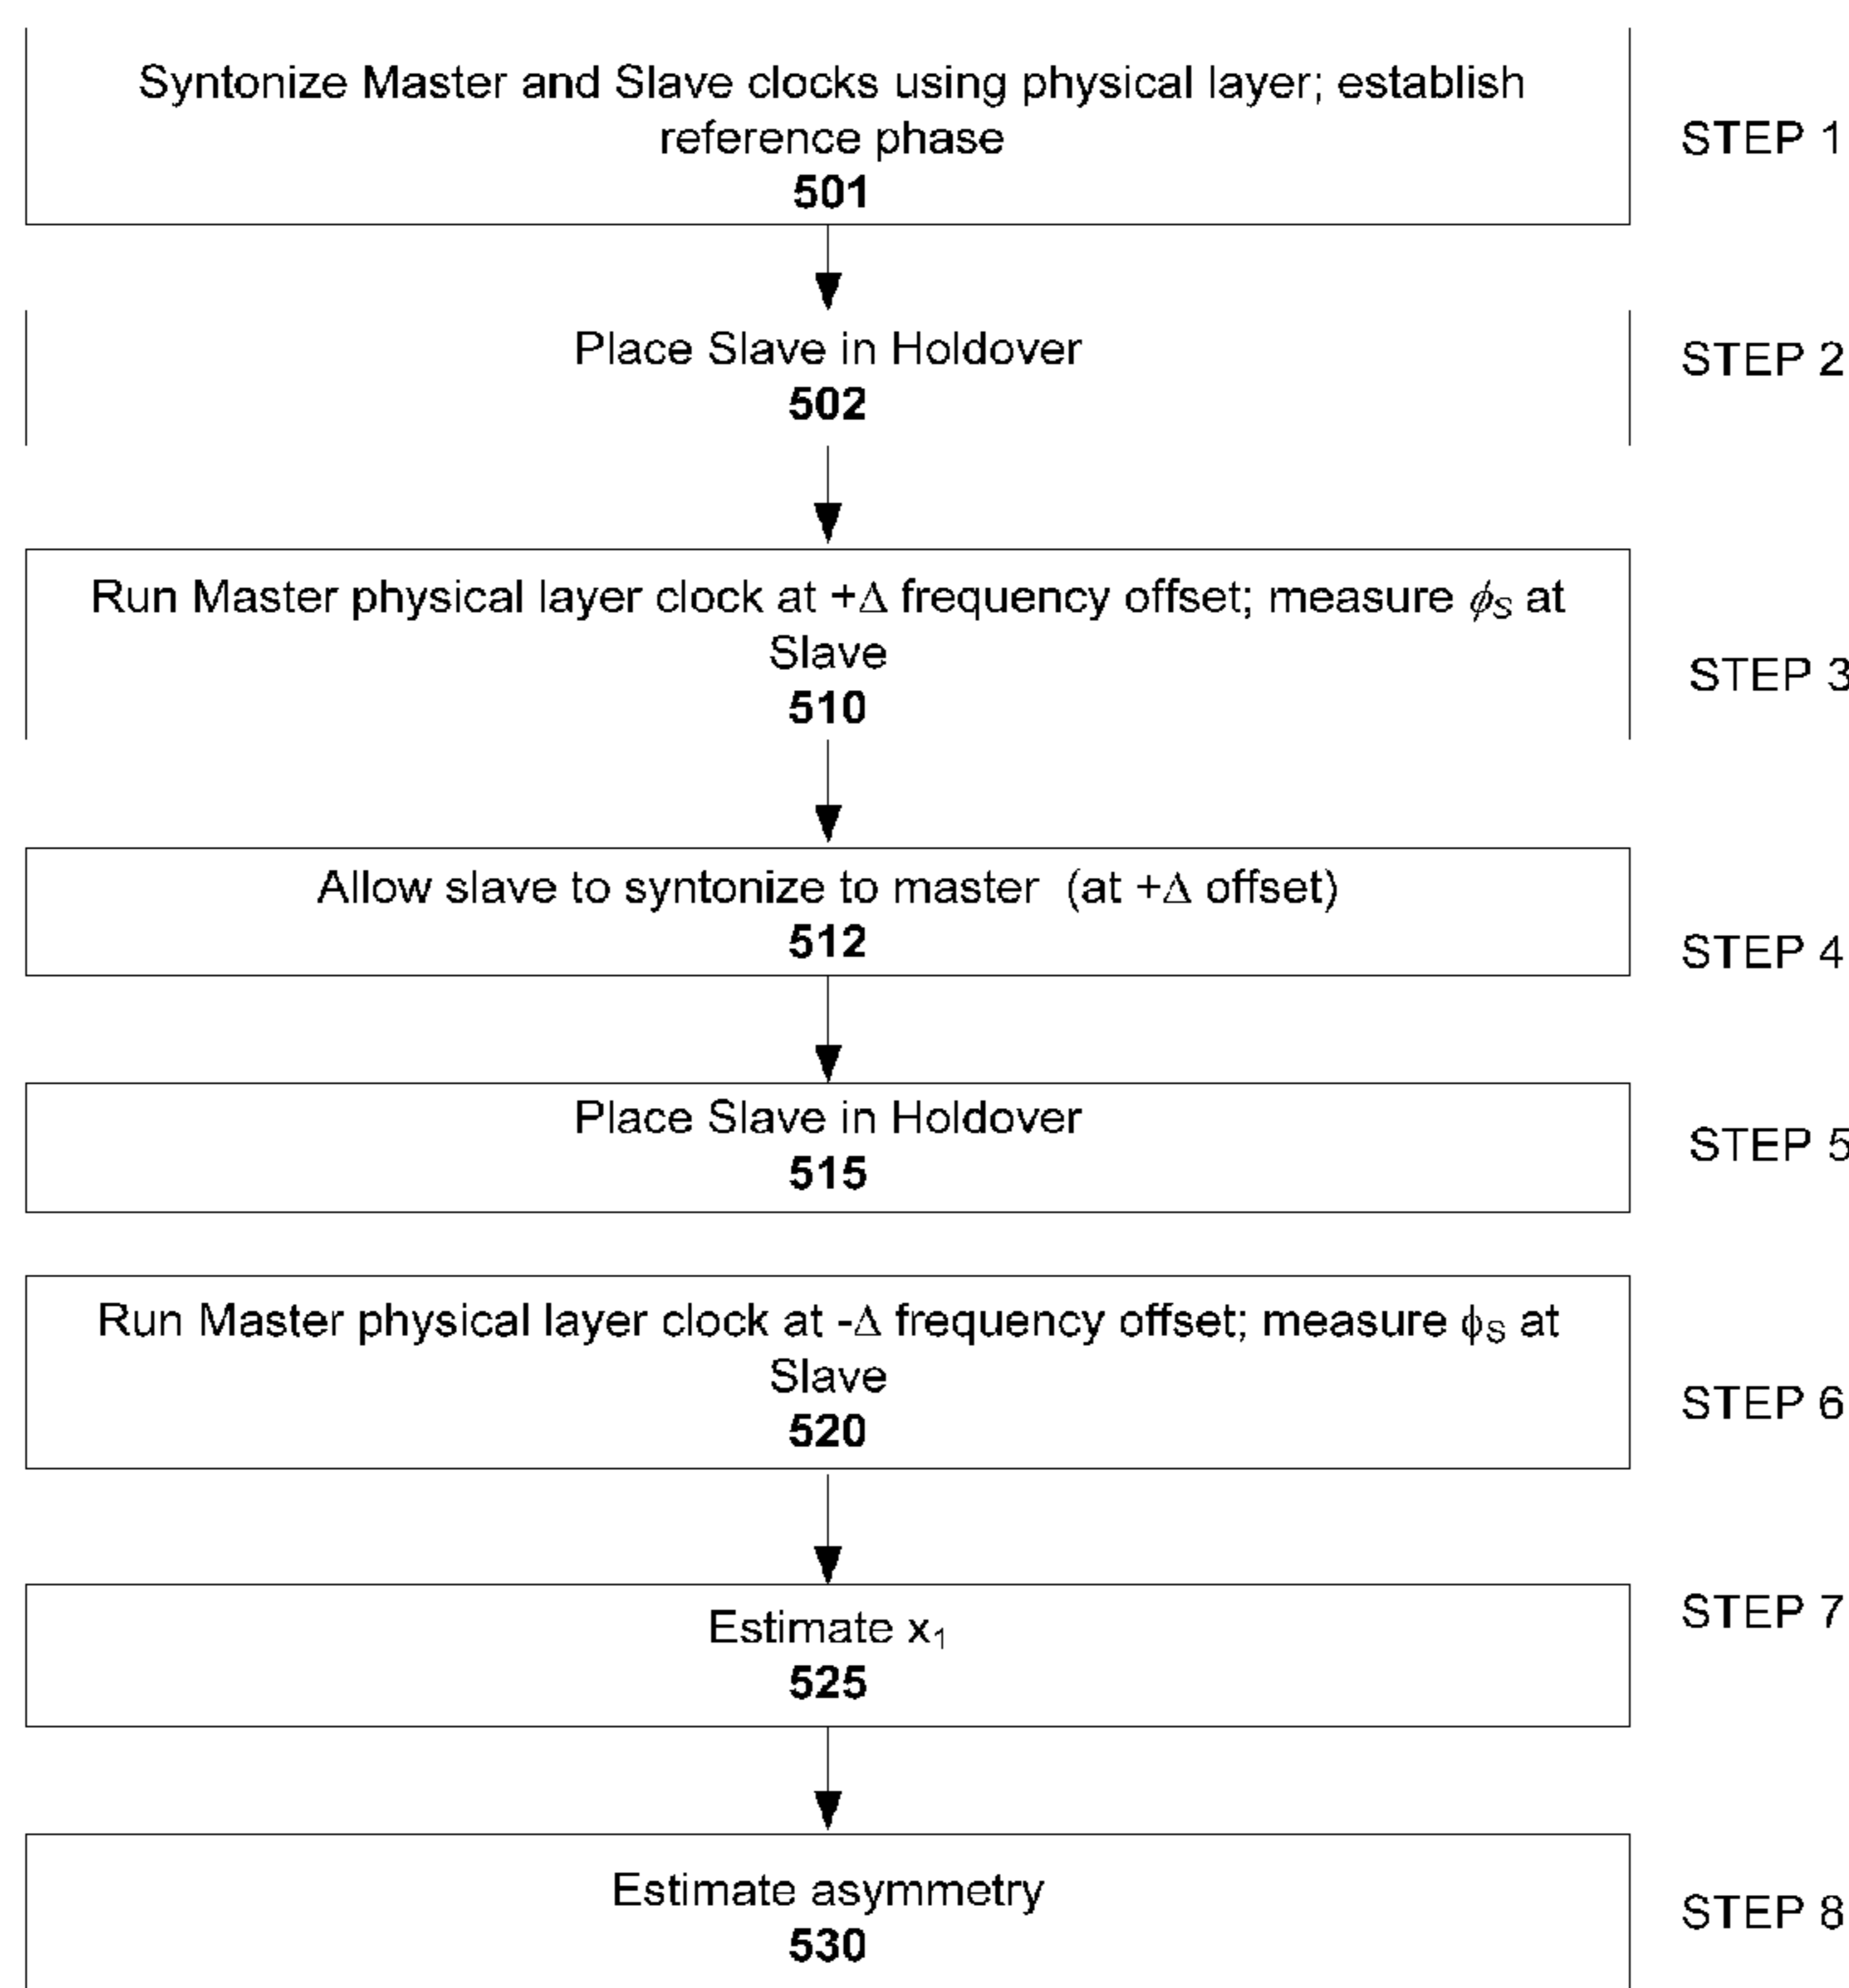 Syntonize Master and Slave clocks using physical layer; establish
reference phase
501
STEP 1
Place Slave in Holdover
502
STEP 2
Run Master physical layer clock at +Δ frequency offset; measure ϕS at
Slave
510
STEP 3
Allow slave to syntonize to master (at +Δ offset)
512
STEP 4
Place Slave in Holdover
515
STEP 5
Run Master physical layer clock at -Δ frequency offset; measure ϕS at
Slave
520
STEP 6
Estimate x1
525
STEP 7
Estimate asymmetry
530
STEP 8